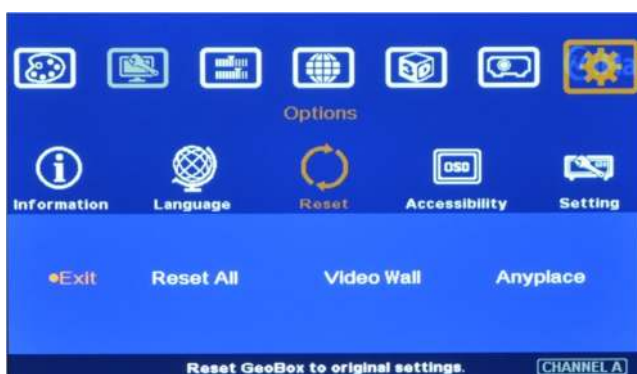 Options
Information Language Reset OSD Accessibility Setting
Exit Reset All Video Wall Anyplace
Reset GeoBox to original settings. CHANNEL A